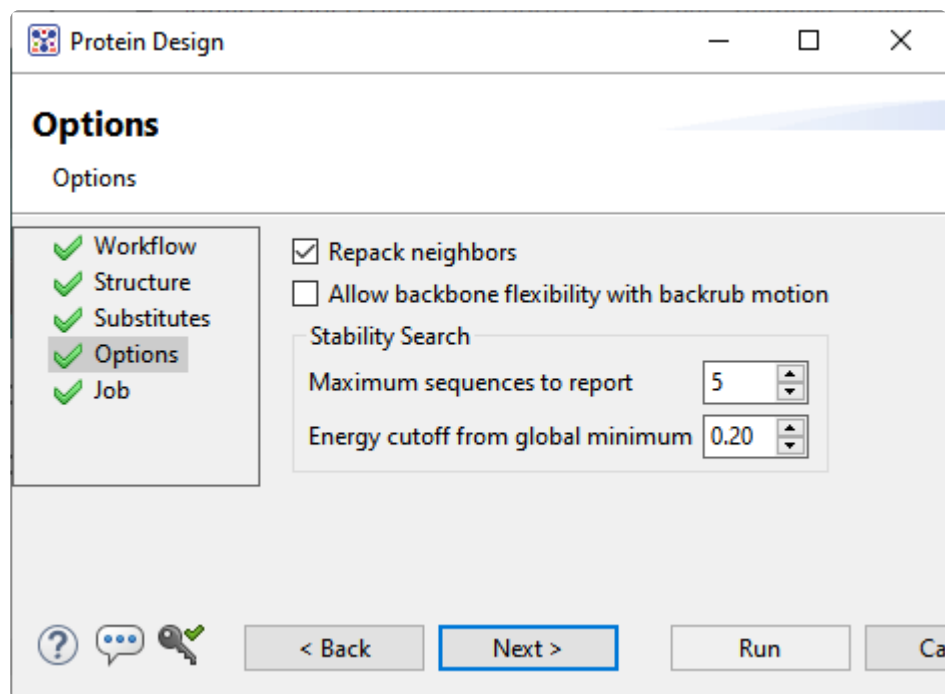 Protein Design
Options
Options
Workflow
Structure
Substitutes
Options
Job
Repack neighbors
Allow backbone flexibility with backrub motion
Stability Search
Maximum sequences to report 5
Energy cutoff from global minimum 0.20
? < Back Next > Run Ca